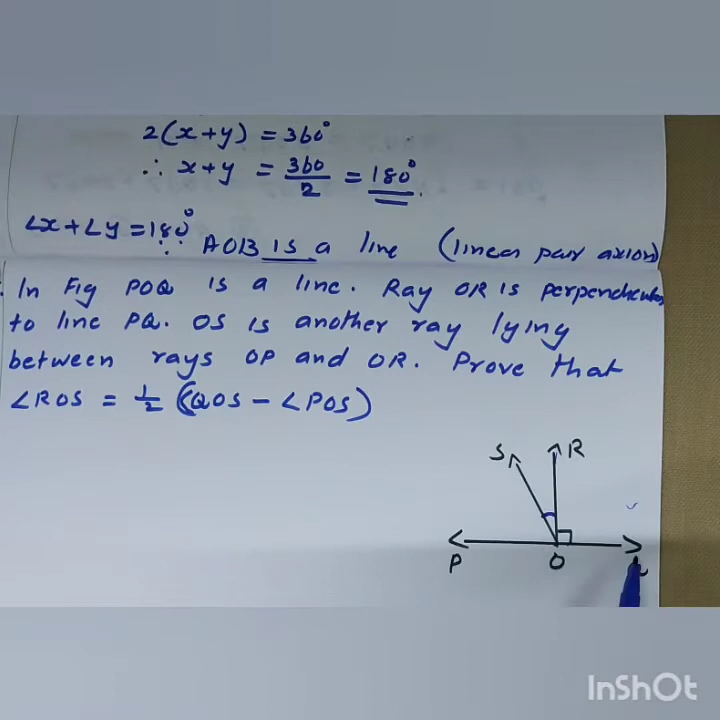 2(x+y) = 360°
∴ x+y = 360/2 = 180°.
∠x+∠y=180°
∴ AOB is a line (linear pair axiom)
In Fig POQ is a line. Ray OR is perpendicular
to line PQ. OS is another ray lying
between rays OP and OR. Prove that
∠ROS = 1/2 (QOS - ∠POS)
S R
P O
InShOt